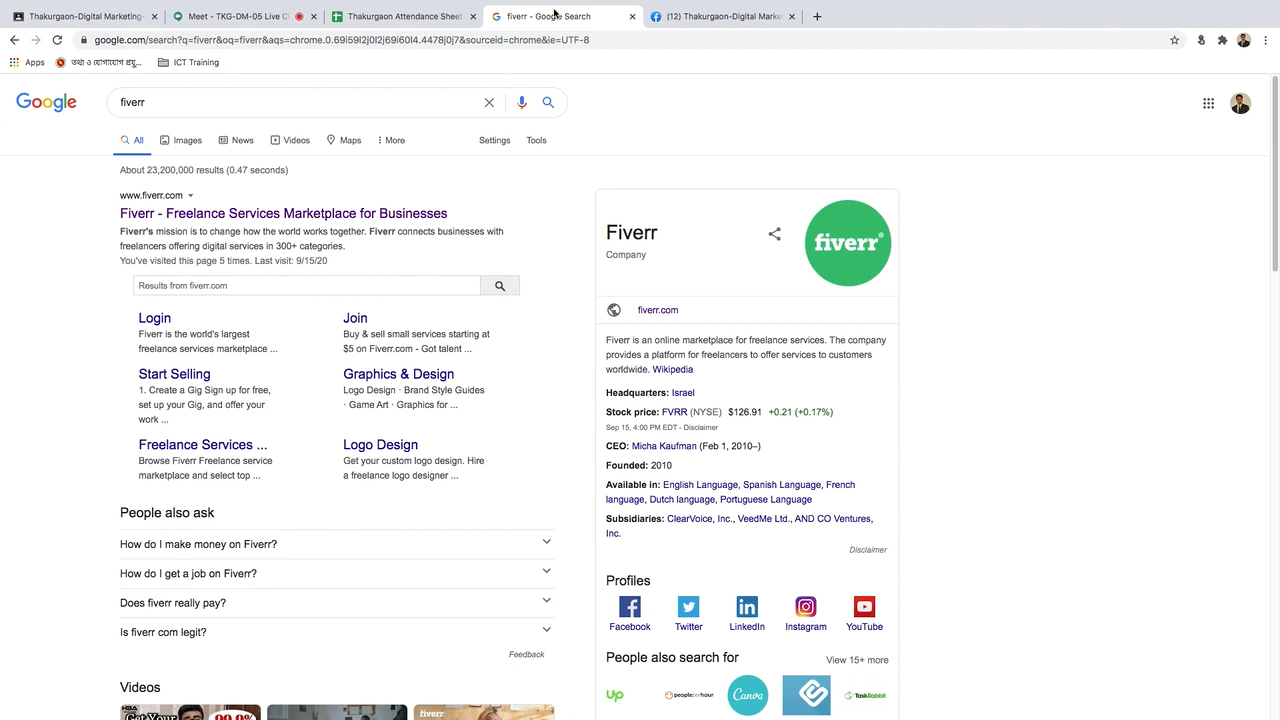 Thakurgaon-Digital Marketing-
Meet - TKG-DM-05 Live Cl
Thakurgaon Attendance Sheet
fiverr - Google Search
(12) Thakurgaon-Digital Marke
google.com/search?q=fiverr&oq=fiverr&aqs=chrome.0.69i59l2j0l2j69i60l4.4478j0j7&sourceid=chrome&ie=UTF-8
Apps
তথ্য ও যোগাযোগ প্রযু...
ICT Training
Google
fiverr
All
Images
News
Videos
Maps
More
Settings
Tools
About 23,200,000 results (0.47 seconds)
www.fiverr.com
Fiverr - Freelance Services Marketplace for Businesses
Fiverr's mission is to change how the world works together. Fiverr connects businesses with
freelancers offering digital services in 300+ categories.
You've visited this page 5 times. Last visit: 9/15/20
Results from fiverr.com
Login
Fiverr is the world's largest
freelance services marketplace ...
Join
Buy & sell small services starting at
$5 on Fiverr.com - Got talent ...
Start Selling
1. Create a Gig Sign up for free,
set up your Gig, and offer your
work ...
Graphics & Design
Logo Design · Brand Style Guides
· Game Art · Graphics for ...
Freelance Services ...
Browse Fiverr Freelance service
marketplace and select top ...
Logo Design
Get your custom logo design. Hire
a freelance logo designer ...
People also ask
How do I make money on Fiverr?
How do I get a job on Fiverr?
Does fiverr really pay?
Is fiverr com legit?
Feedback
Videos
Get Your
99.9%
fiverr
Fiverr
Company
fiverr®
fiverr.com
Fiverr is an online marketplace for freelance services. The company
provides a platform for freelancers to offer services to customers
worldwide. Wikipedia
Headquarters: Israel
Stock price: FVRR (NYSE) $126.91 +0.21 (+0.17%)
Sep 15, 4:00 PM EDT - Disclaimer
CEO: Micha Kaufman (Feb 1, 2010–)
Founded: 2010
Available in: English Language, Spanish Language, French
language, Dutch language, Portuguese Language
Subsidiaries: ClearVoice, Inc., VeedMe Ltd., AND CO Ventures,
Inc.
Disclaimer
Profiles
Facebook
Twitter
LinkedIn
Instagram
YouTube
People also search for
View 15+ more
Up
peopleperhour
Canva
TaskRabbit